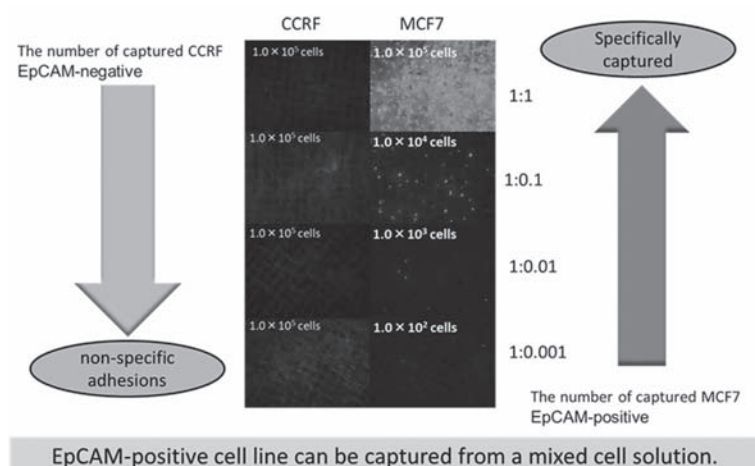 CCRF
MCF7
The number of captured CCRF
EpCAM-negative
Specifically
captured
1.0 × 10⁵ cells
1.0 × 10⁵ cells
1:1
1.0 × 10⁵ cells
1.0 × 10⁴ cells
1:0.1
1.0 × 10⁵ cells
1.0 × 10³ cells
1:0.01
1.0 × 10⁵ cells
1.0 × 10² cells
1:0.001
non-specific
adhesions
The number of captured MCF7
EpCAM-positive
EpCAM-positive cell line can be captured from a mixed cell solution.